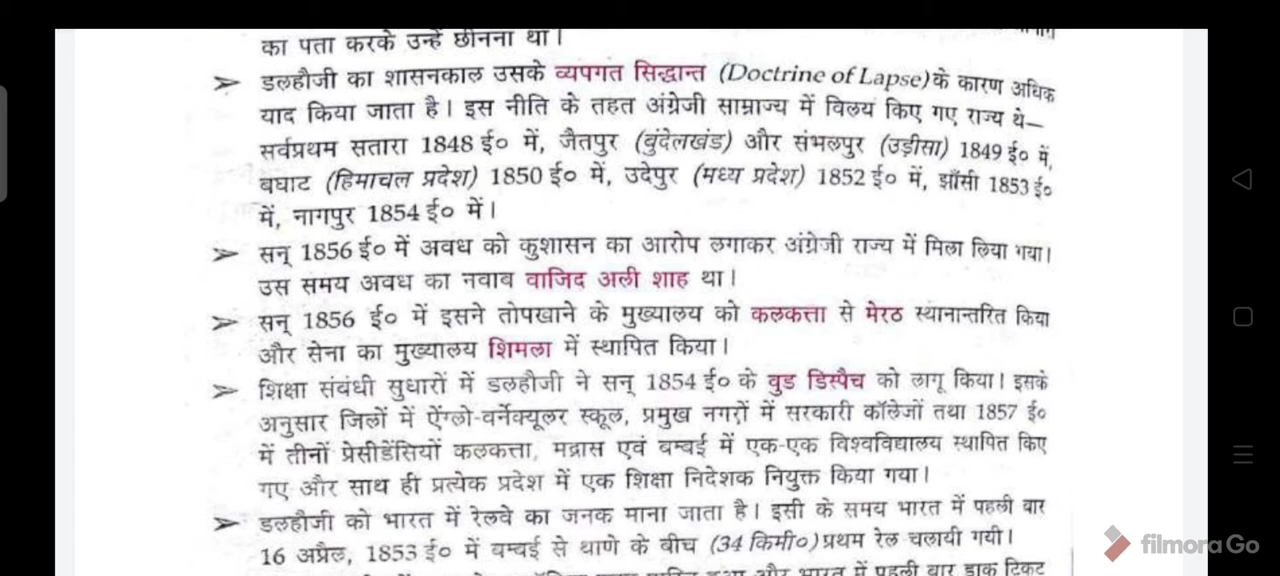 का पता करके उन्हें छीनना था।
➢ डलहौजी का शासनकाल उसके व्यपगत सिद्धान्त (Doctrine of Lapse) के कारण अधिक
याद किया जाता है। इस नीति के तहत अंग्रेजी साम्राज्य में विलय किए गए राज्य थे–
सर्वप्रथम सतारा 1848 ई० में, जैतपुर (बुंदेलखंड) और संभलपुर (उड़ीसा) 1849 ई० में,
बघाट (हिमाचल प्रदेश) 1850 ई० में, उदेपुर (मध्य प्रदेश) 1852 ई० में, झाँसी 1853 ई०
में, नागपुर 1854 ई० में।
➢ सन् 1856 ई० में अवध को कुशासन का आरोप लगाकर अंग्रेजी राज्य में मिला लिया गया।
उस समय अवध का नवाब वाजिद अली शाह था।
➢ सन् 1856 ई० में इसने तोपखाने के मुख्यालय को कलकत्ता से मेरठ स्थानान्तरित किया
और सेना का मुख्यालय शिमला में स्थापित किया।
➢ शिक्षा संबंधी सुधारों में डलहौजी ने सन् 1854 ई० के वुड डिस्पैच को लागू किया। इसके
अनुसार जिलों में ऐंग्लो-वर्नेक्यूलर स्कूल, प्रमुख नगरों में सरकारी कॉलेजों तथा 1857 ई०
में तीनों प्रेसीडेंसियों कलकत्ता, मद्रास एवं बम्बई में एक-एक विश्वविद्यालय स्थापित किए
गए और साथ ही प्रत्येक प्रदेश में एक शिक्षा निदेशक नियुक्त किया गया।
➢ डलहौजी को भारत में रेलवे का जनक माना जाता है। इसी के समय भारत में पहली बार
16 अप्रैल, 1853 ई० में बम्बई से थाणे के बीच (34 किमी०) प्रथम रेल चलायी गयी।
और भारत में पहली बार डाक टिकट
filmora Go